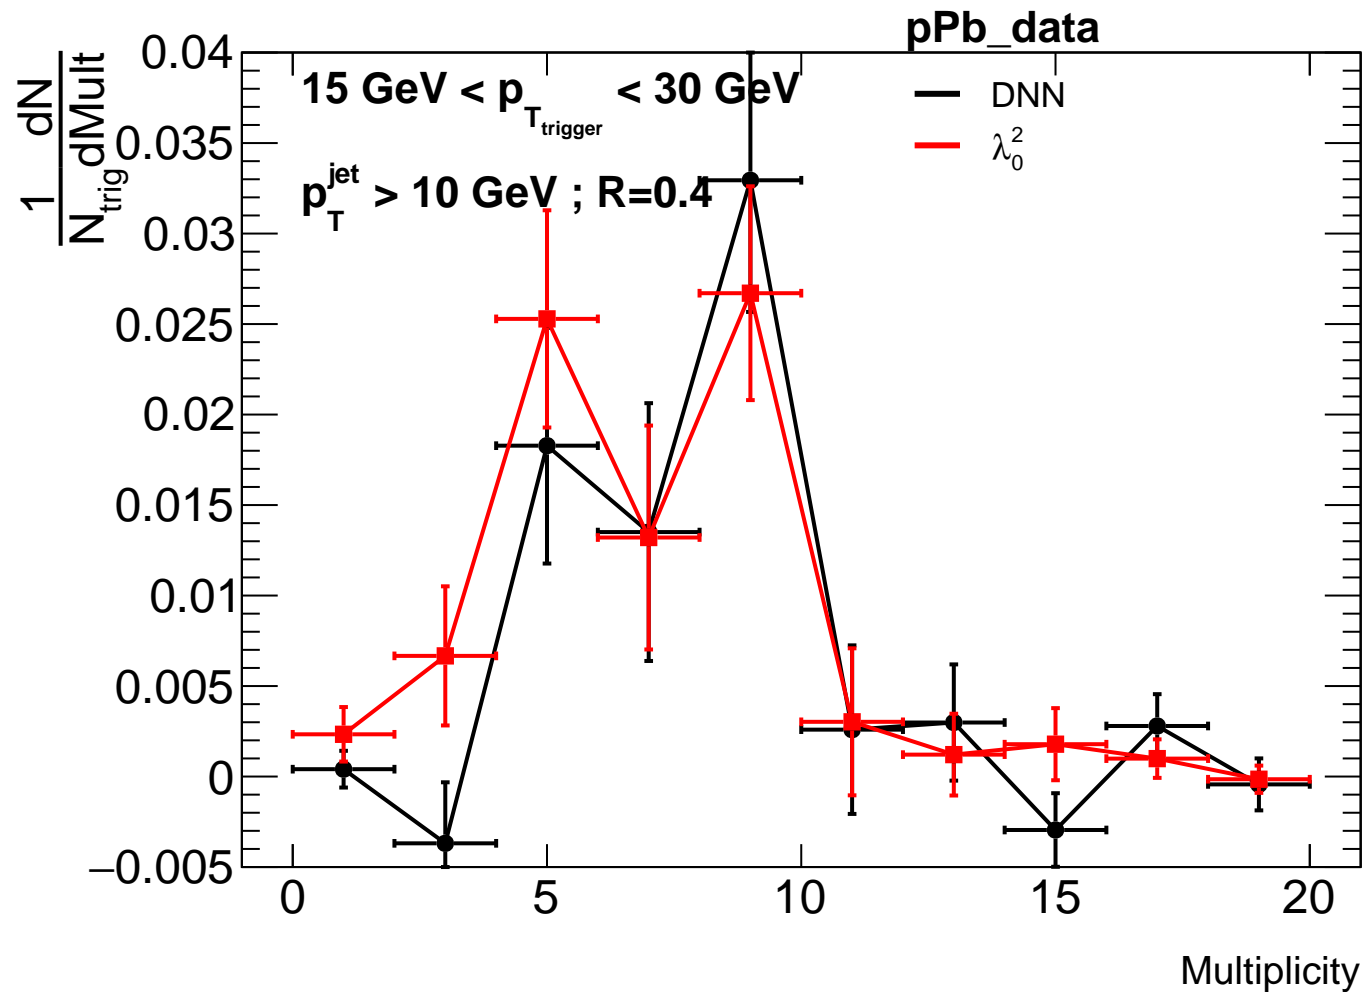 pPb_data
1 dN
N_trig dMult
15 GeV < p_T_trigger < 30 GeV
p_T^jet > 10 GeV ; R=0.4
DNN
λ_0^2
0.04
0.035
0.03
0.025
0.02
0.015
0.01
0.005
0
−0.005
0 5 10 15 20
Multiplicity